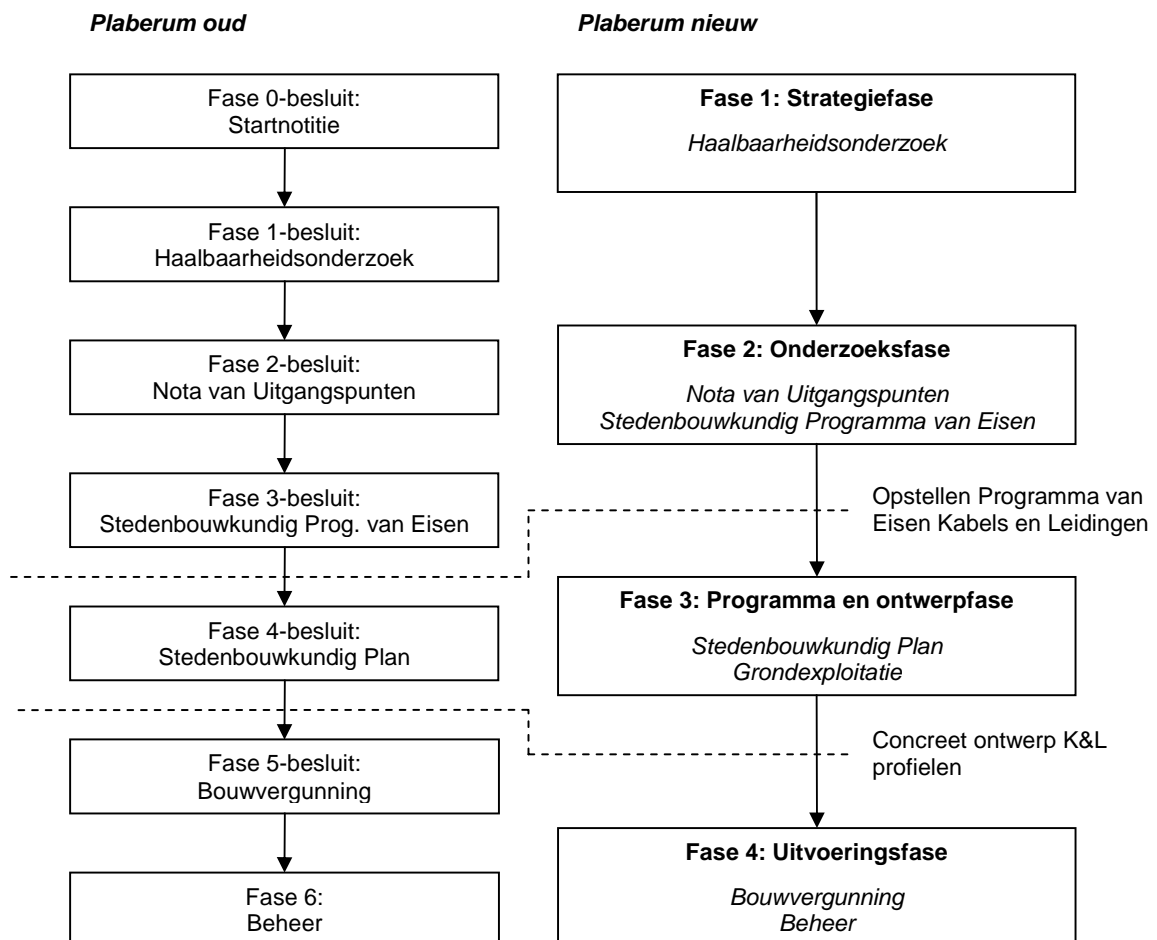 Plaberum oud
Fase 0-besluit:
Startnotitie
Fase 1-besluit:
Haalbaarheidsonderzoek
Fase 2-besluit:
Nota van Uitgangspunten
Fase 3-besluit:
Stedenbouwkundig Prog. van Eisen
Fase 4-besluit:
Stedenbouwkundig Plan
Fase 5-besluit:
Bouwvergunning
Fase 6:
Beheer
Plaberum nieuw
Fase 1: Strategiefase
Haalbaarheidsonderzoek
Fase 2: Onderzoeksfase
Nota van Uitgangspunten
Stedenbouwkundig Programma van Eisen
Opstellen Programma van
Eisen Kabels en Leidingen
Fase 3: Programma en ontwerpfase
Stedenbouwkundig Plan
Grondexploitatie
Concreet ontwerp K&L
profielen
Fase 4: Uitvoeringsfase
Bouwvergunning
Beheer